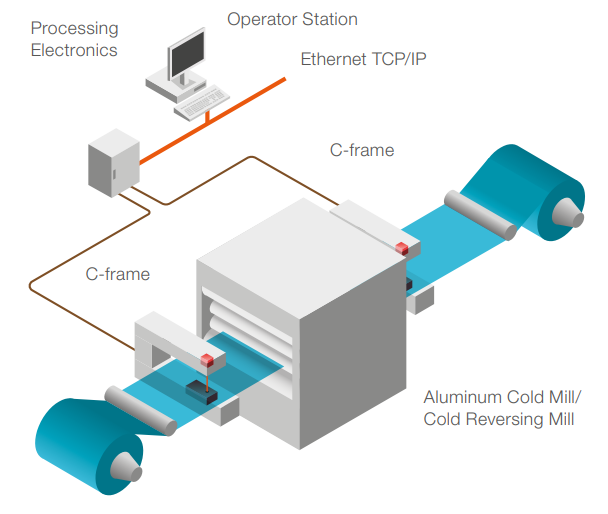 Processing
Electronics
Operator Station
Ethernet TCP/IP
C-frame
C-frame
Aluminum Cold Mill/
Cold Reversing Mill